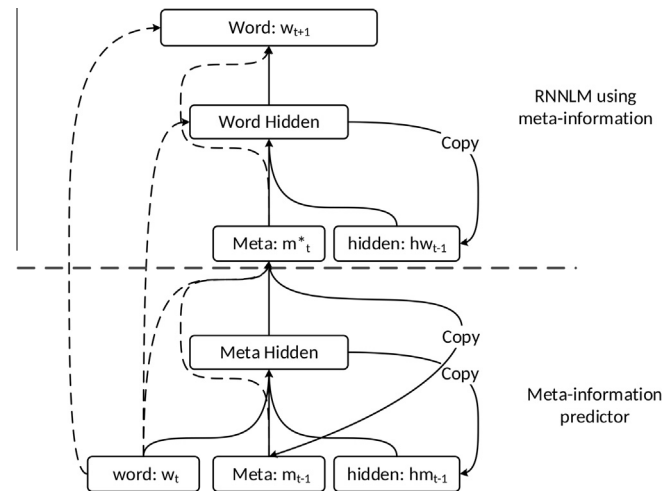 Word: wt+1
RNNLM using
meta-information
Word Hidden
Copy
Meta: m*t
hidden: hwt-1
Copy
Meta Hidden
Copy
Meta-information
predictor
word: wt
Meta: mt-1
hidden: hmt-1